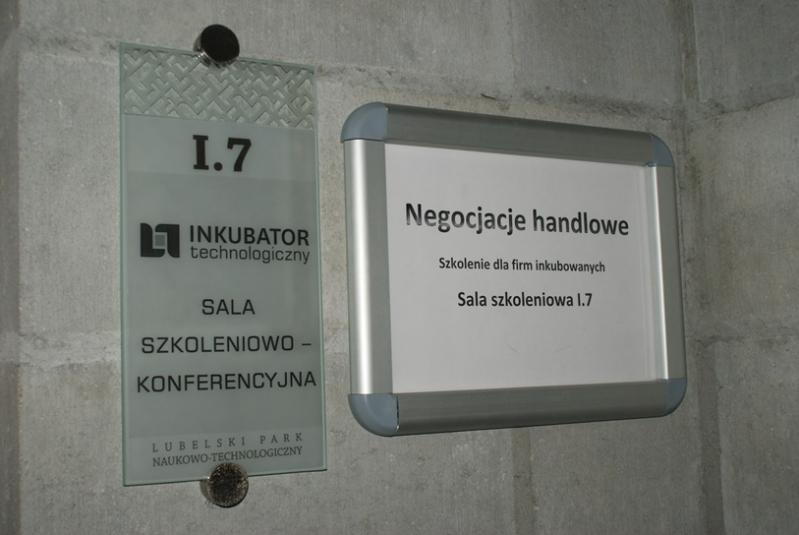 I.7
INKUBATOR
technologiczny
SALA
SZKOLENIOWO –
KONFERENCYJNA
LUBELSKI PARK
NAUKOWO-TECHNOLOGICZNY
Negocjacje handlowe
Szkolenie dla firm inkubowanych
Sala szkoleniowa I.7